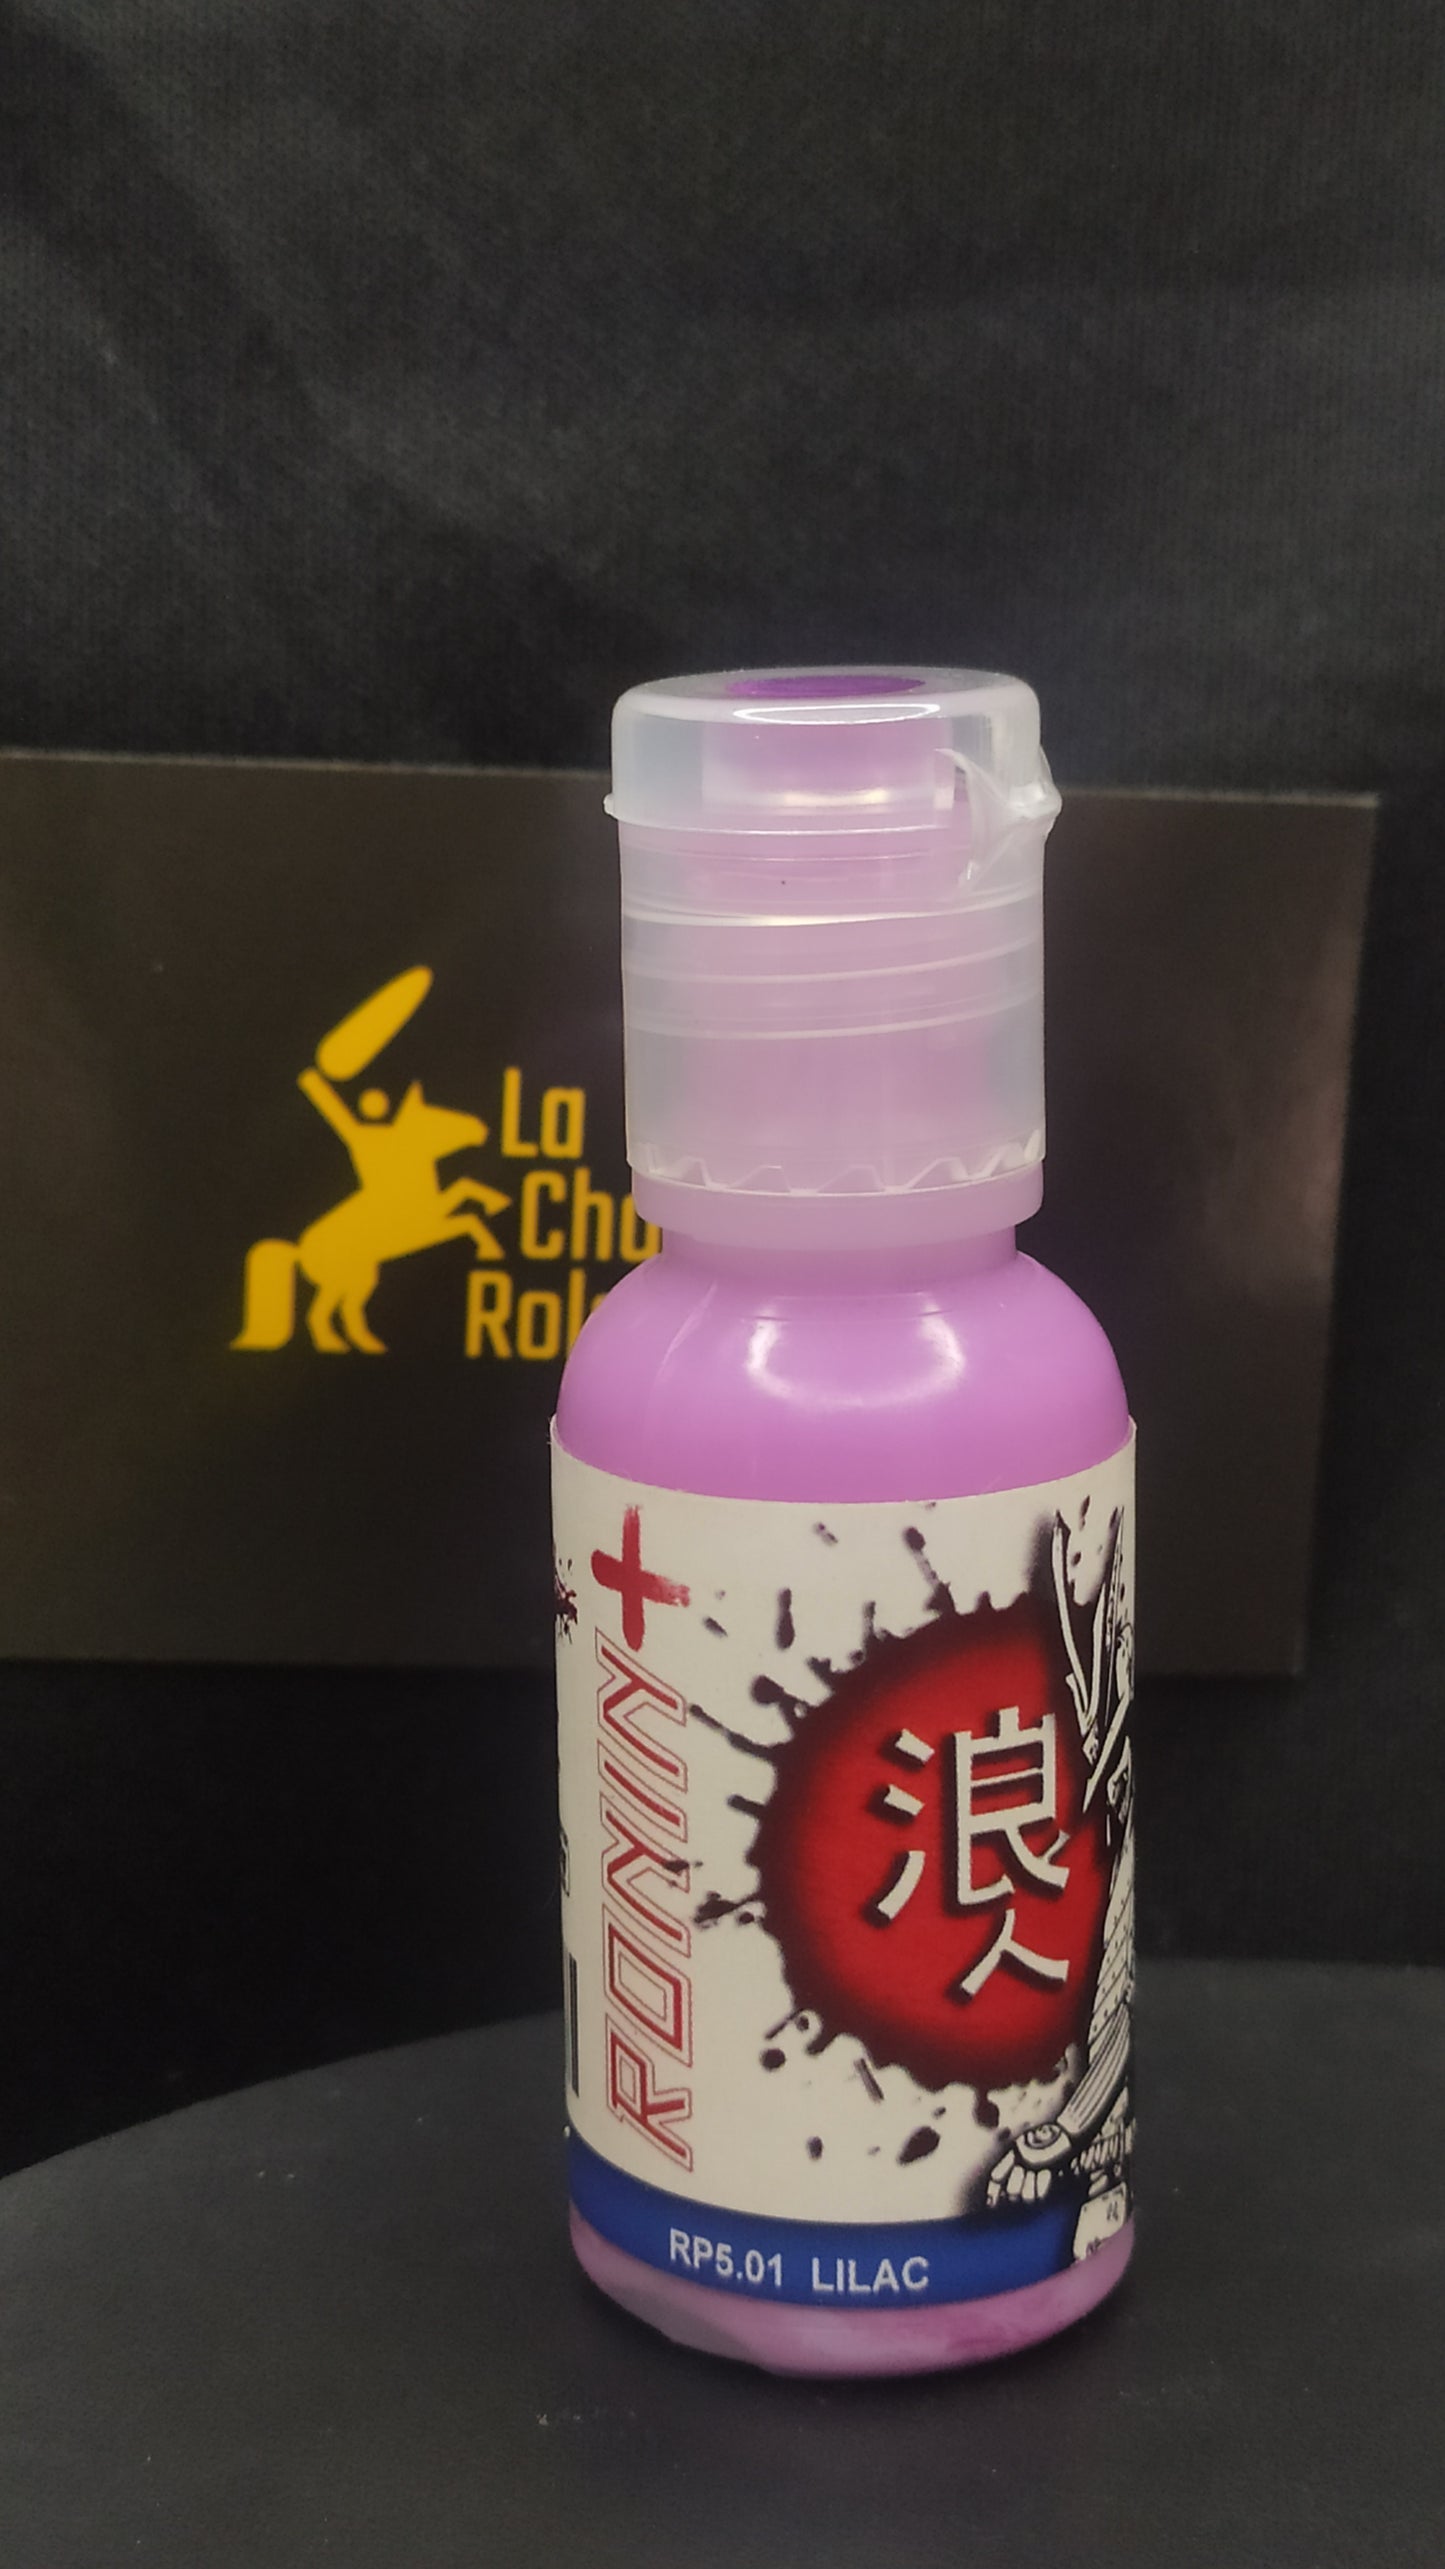 La
Cho
Rol
RONIN+
浪
人
RP5.01 LILAC